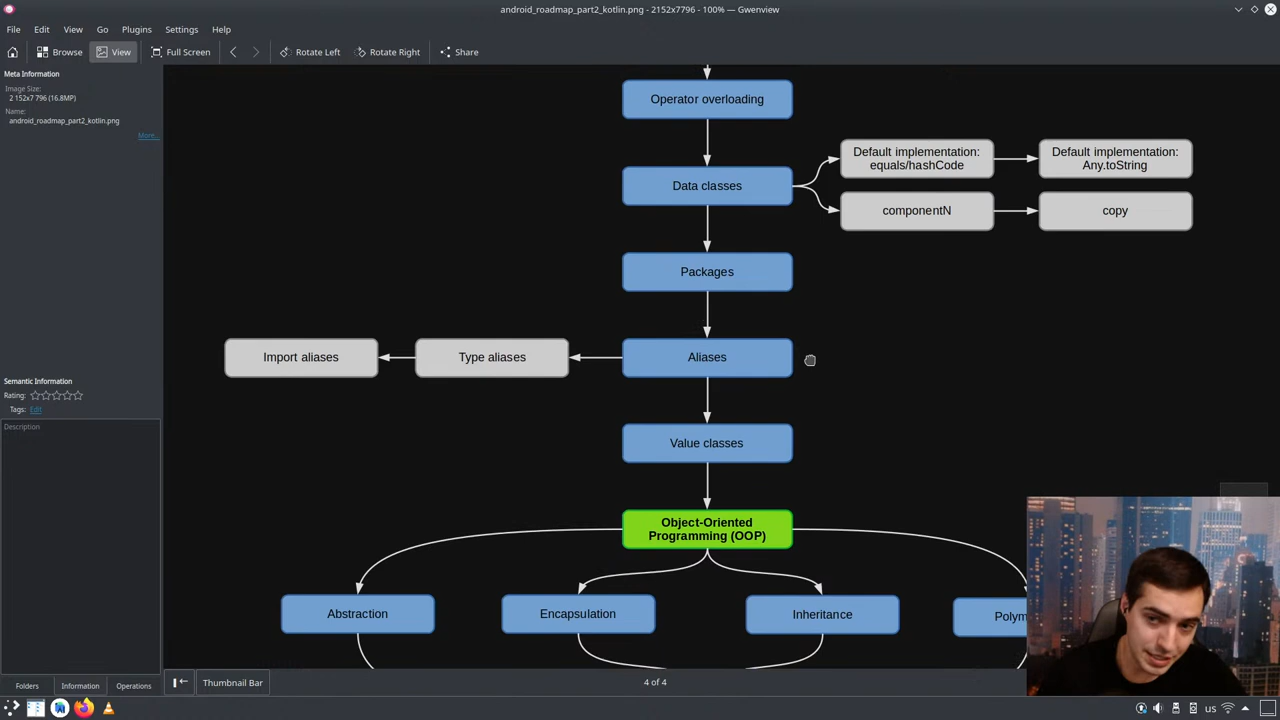 android_roadmap_part2_kotlin.png - 2152x7796 - 100% — Gwenview
File Edit View Go Plugins Settings Help
Browse View Full Screen Rotate Left Rotate Right Share
Meta Information
Image Size:
2 152x7 796 (16.8MP)
Name:
android_roadmap_part2_kotlin.png
More...
Operator overloading
Default implementation:
equals/hashCode
Default implementation:
Any.toString
Data classes
componentN
copy
Packages
Import aliases
Type aliases
Aliases
Semantic Information
Rating:
Tags: Edit
Description
Value classes
Object-Oriented
Programming (OOP)
Abstraction
Encapsulation
Inheritance
Polym
Folders Information Operations
Thumbnail Bar
4 of 4
us